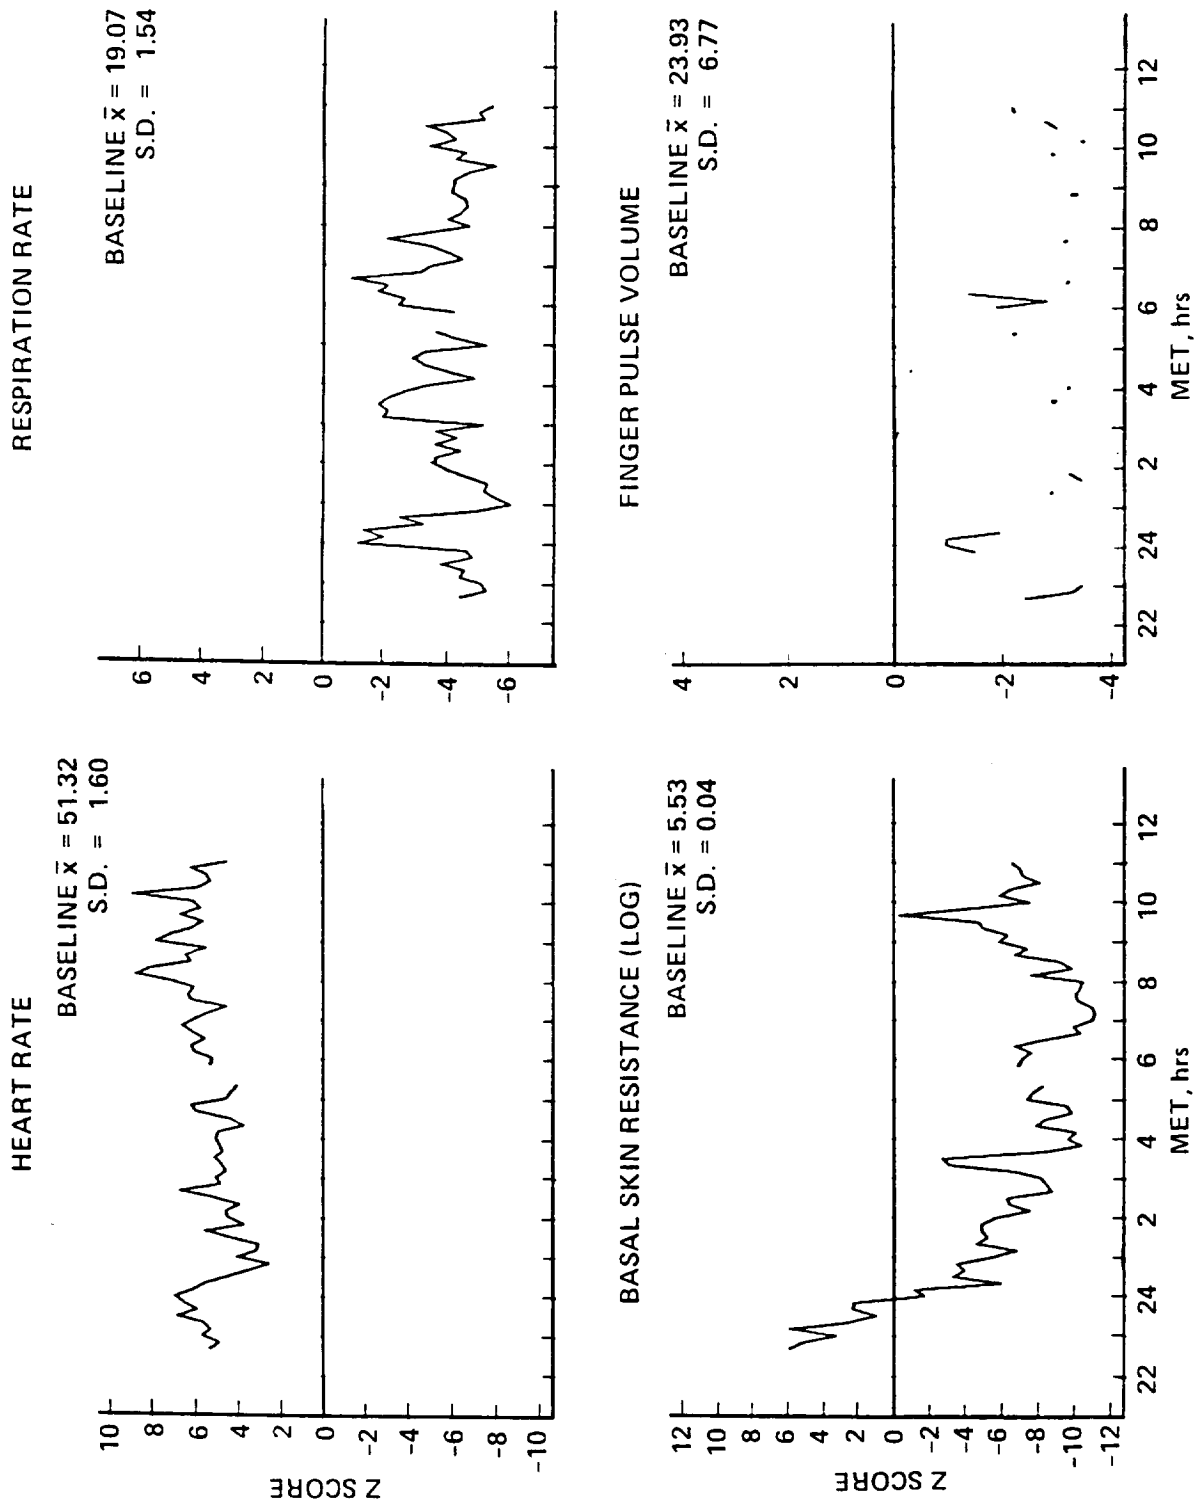 HEART RATE
BASELINE x̄ = 51.32
S.D. = 1.60
10
8
6
4
2
0
-2
-4
-6
-8
-10
Z SCORE
RESPIRATION RATE
BASELINE x̄ = 19.07
S.D. = 1.54
6
4
2
0
-2
-4
-6
BASAL SKIN RESISTANCE (LOG)
BASELINE x̄ = 5.53
S.D. = 0.04
12
10
8
6
4
2
0
-2
-4
-6
-8
-10
-12
Z SCORE
22 24 2 4 6 8 10 12
MET, hrs
FINGER PULSE VOLUME
BASELINE x̄ = 23.93
S.D. = 6.77
4
2
0
-2
-4
22 24 2 4 6 8 10 12
MET, hrs